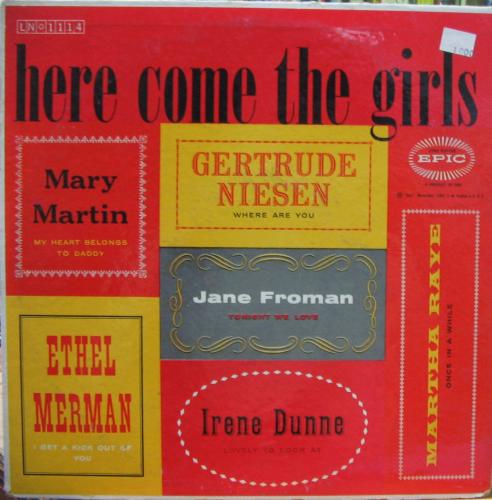 LN 1114
here come the girls
EPIC
Mary
Martin
MY HEART BELONGS
TO DADDY
GERTRUDE
NIESEN
WHERE ARE YOU
Jane Froman
TONIGHT WE LOVE
MARTHA RAYE
ONCE IN A WHILE
ETHEL
MERMAN
I GET A KICK OUT OF
YOU
Irene Dunne
LOVELY TO LOOK AT